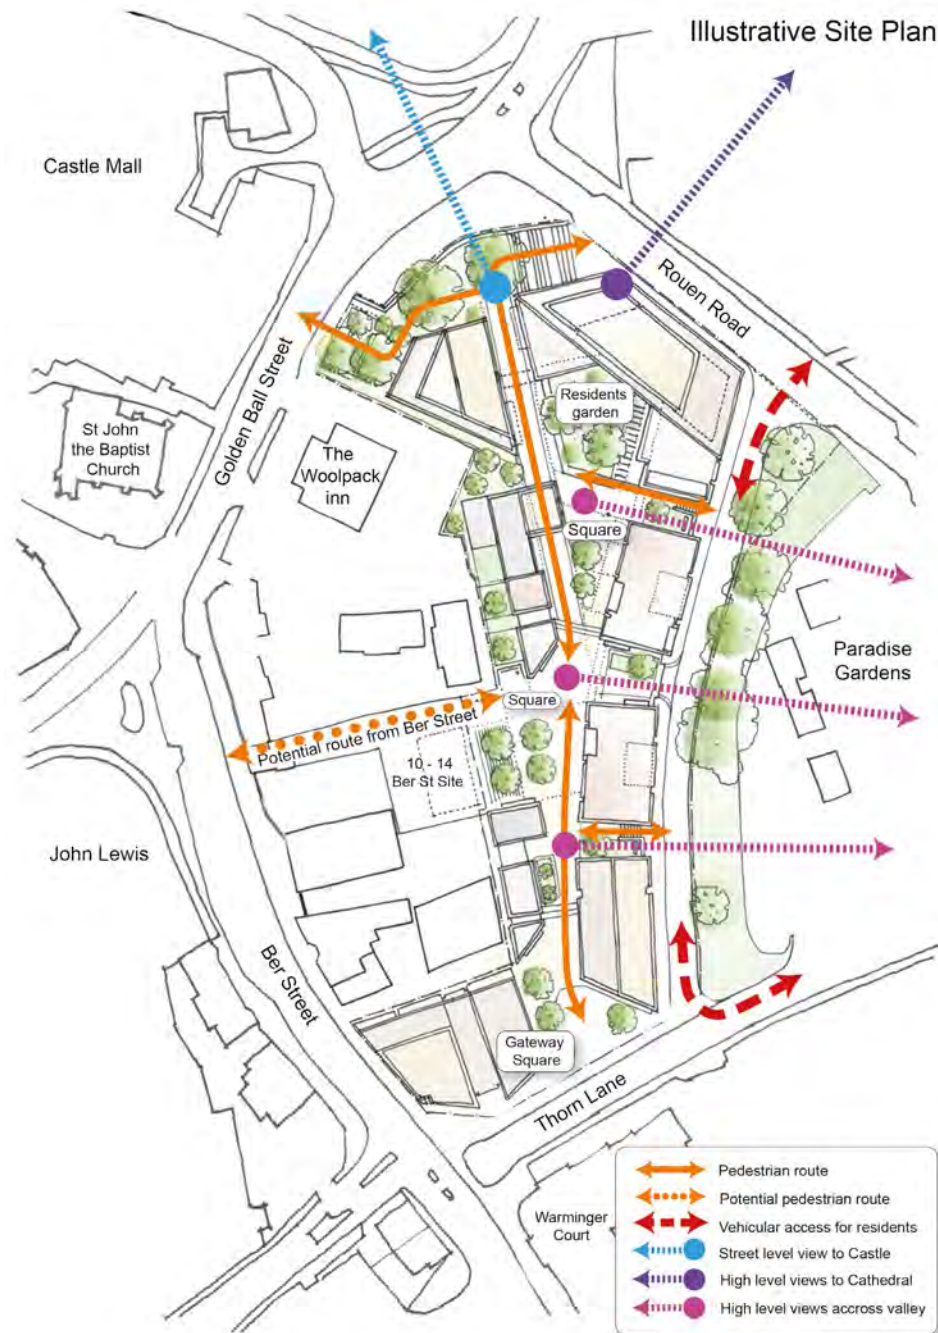 Illustrative Site Plan
Castle Mall
Rouen Road
Golden Ball Street
St John
the Baptist
Church
The
Woolpack
inn
Residents
garden
Square
Paradise
Gardens
Square
Potential route from Ber Street
10 - 14
Ber St Site
John Lewis
Ber Street
Gateway
Square
Thorn Lane
Warminger
Court
Pedestrian route
Potential pedestrian route
Vehicular access for residents
Street level view to Castle
High level views to Cathedral
High level views accross valley